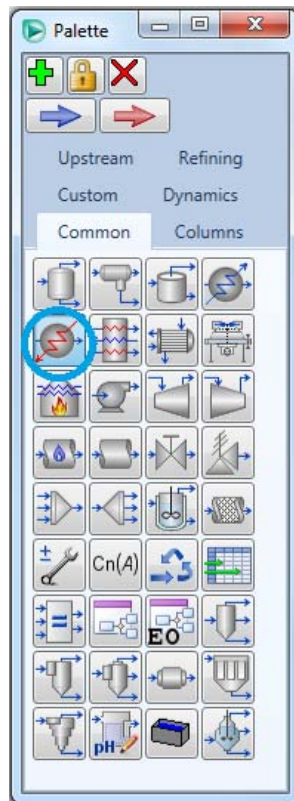 Palette
Upstream Refining
Custom Dynamics
Common Columns
± Cn(A)
EO
pH